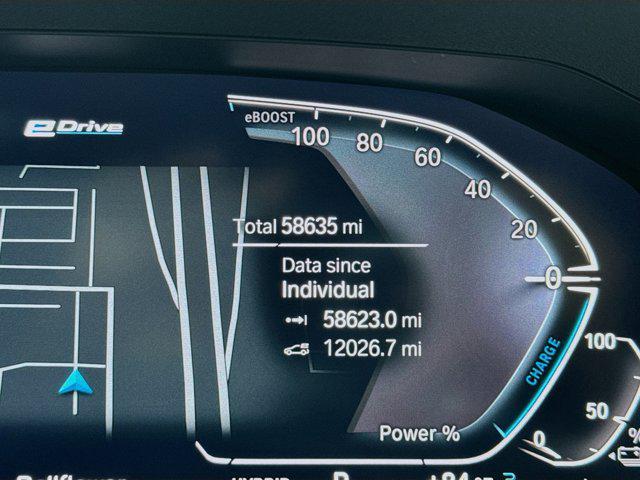 eDrive
eBOOST
100
80
60
40
20
0
Total 58635 mi
Data since
Individual
58623.0 mi
12026.7 mi
CHARGE
100
50
0
%
Power %